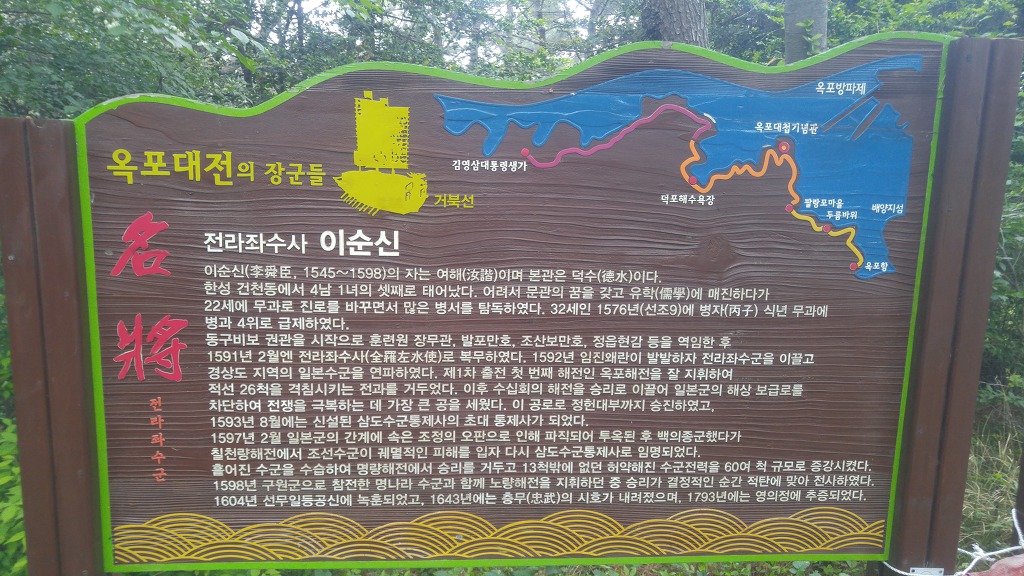 옥포대전의 장군들
거북선
名將
전라좌수군
김영삼대통령생가
덕포해수욕장
옥포대첩기념관
옥포방파제
팔랑포마을
두름바위
배양지섬
옥포항
전라좌수사 이순신
이순신(李舜臣, 1545~1598)의 자는 여해(汝諧)이며 본관은 덕수(德水)이다.
한성 건천동에서 4남 1녀의 셋째로 태어났다. 어려서 문관의 꿈을 갖고 유학(儒學)에 매진하다가
22세에 무과로 진로를 바꾸면서 많은 병서를 탐독하였다. 32세인 1576년(선조9)에 병자(丙子) 식년 무과에
병과 4위로 급제하였다.
동구비보 권관을 시작으로 훈련원 장무관, 발포만호, 조산보만호, 정읍현감 등을 역임한 후
1591년 2월엔 전라좌수사(全羅左水使)로 복무하였다. 1592년 임진왜란이 발발하자 전라좌수군을 이끌고
경상도 지역의 일본수군을 연파하였다. 제1차 출전 첫 번째 해전인 옥포해전을 잘 지휘하여
적선 26척을 격침시키는 전과를 거두었다. 이후 수십회의 해전을 승리로 이끌어 일본군의 해상 보급로를
차단하여 전쟁을 극복하는 데 가장 큰 공을 세웠다. 이 공로로 정헌대부까지 승진하였고,
1593년 8월에는 신설된 삼도수군통제사의 초대 통제사가 되었다.
1597년 2월 일본군의 간계에 속은 조정의 오판으로 인해 파직되어 투옥된 후 백의종군했다가
칠천량해전에서 조선수군이 궤멸적인 피해를 입자 다시 삼도수군통제사로 임명되었다.
흩어진 수군을 수습하여 명량해전에서 승리를 거두고 13척밖에 없던 허약해진 수군전력을 60여 척 규모로 증강시켰다.
1598년 구원군으로 참전한 명나라 수군과 함께 노량해전을 지휘하던 중 승리가 결정적인 순간 적탄에 맞아 전사하였다.
1604년 선무일등공신에 녹훈되었고, 1643년에는 충무(忠武)의 시호가 내려졌으며, 1793년에는 영의정에 추증되었다.